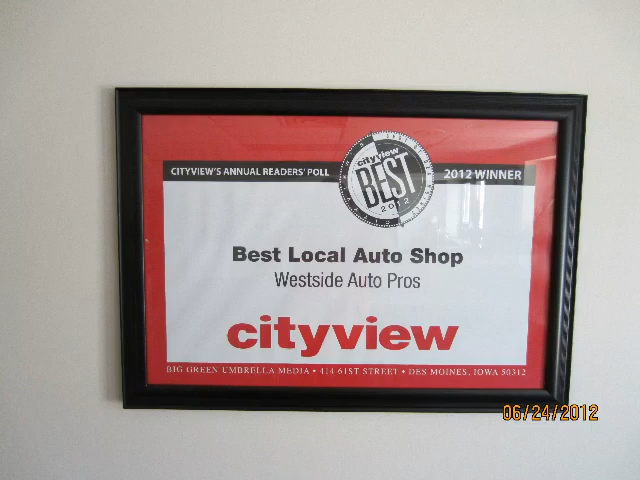 cityview
BEST
2012
CITYVIEW'S ANNUAL READERS' POLL
2012 WINNER
Best Local Auto Shop
Westside Auto Pros
cityview
BIG GREEN UMBRELLA MEDIA • 414 61ST STREET • DES MOINES, IOWA 50312
06/24/2012